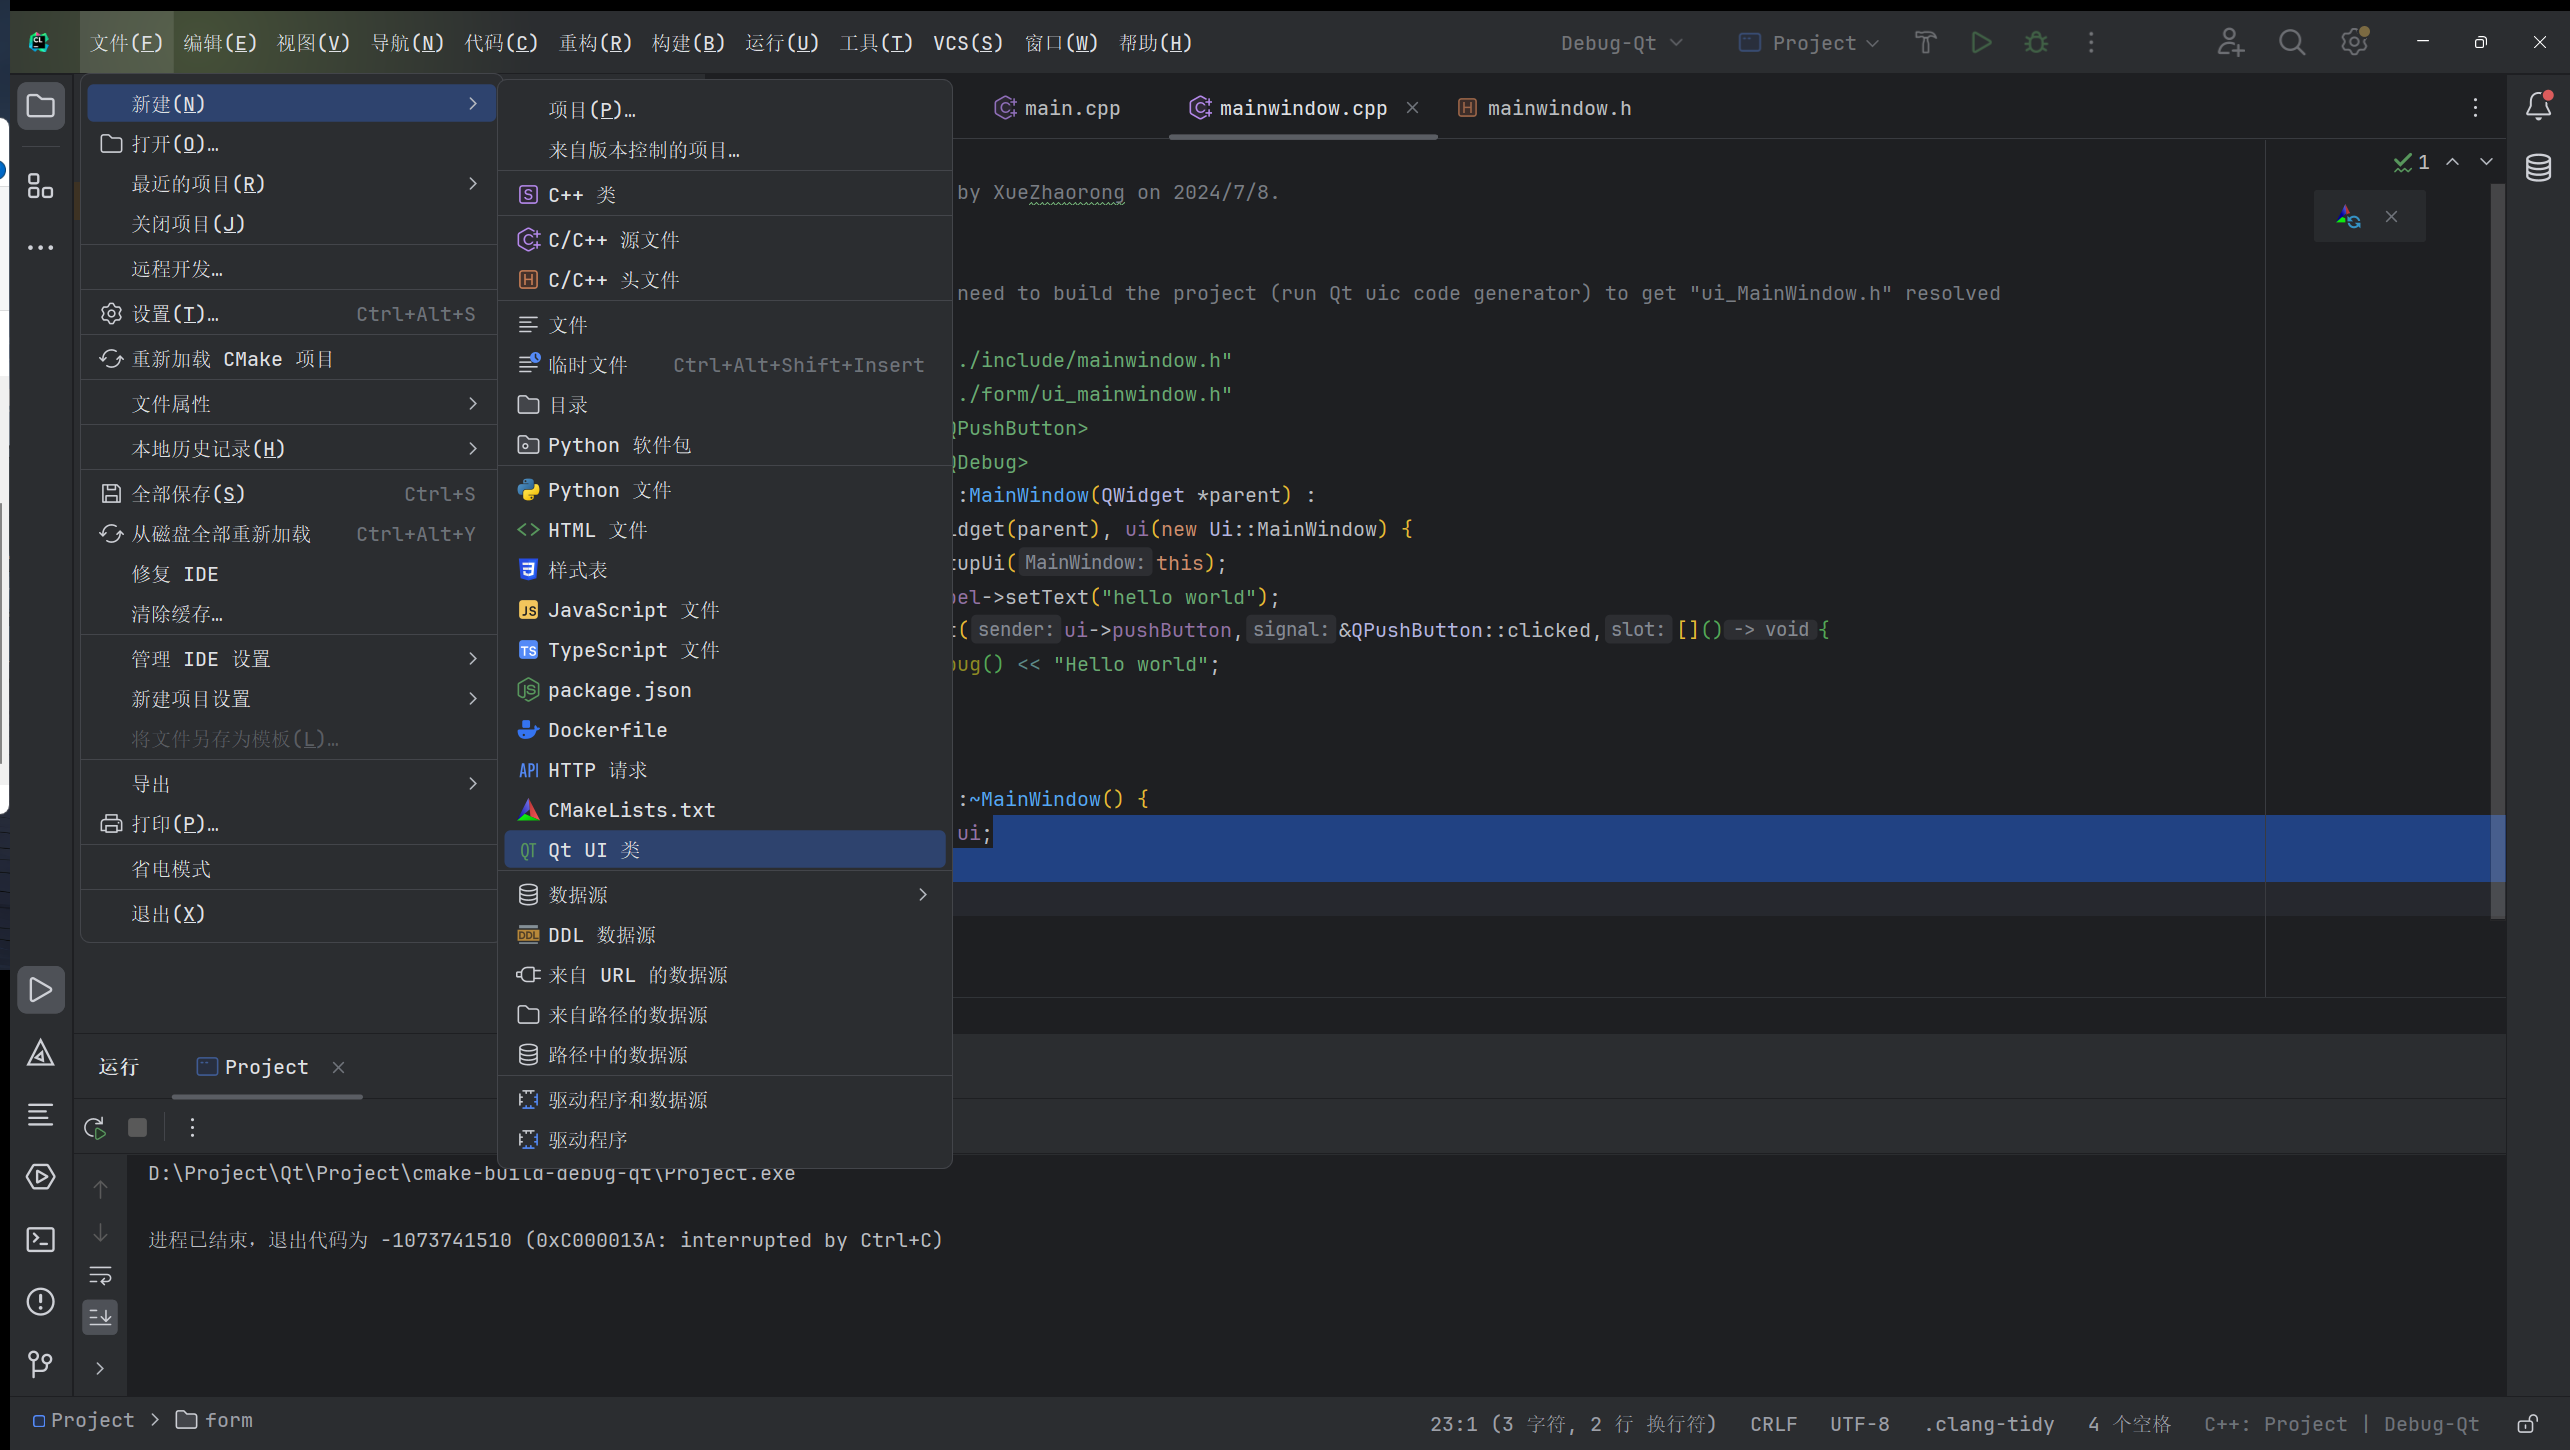 文件(F) 编辑(E) 视图(V) 导航(N) 代码(C) 重构(R) 构建(B) 运行(U) 工具(T) VCS(S) 窗口(W) 帮助(H) Debug-Qt Project
新建(N)
打开(O)…
最近的项目(R)
关闭项目(J)
远程开发…
设置(T)… Ctrl+Alt+S
重新加载 CMake 项目
文件属性
本地历史记录(H)
全部保存(S) Ctrl+S
从磁盘全部重新加载 Ctrl+Alt+Y
修复 IDE
清除缓存…
管理 IDE 设置
新建项目设置
将文件另存为模板(L)…
导出
打印(P)…
省电模式
退出(X)
项目(P)…
来自版本控制的项目…
C++ 类
C/C++ 源文件
C/C++ 头文件
文件
临时文件 Ctrl+Alt+Shift+Insert
目录
Python 软件包
Python 文件
HTML 文件
样式表
JavaScript 文件
TypeScript 文件
package.json
Dockerfile
HTTP 请求
CMakeLists.txt
Qt UI 类
数据源
DDL 数据源
来自 URL 的数据源
来自路径的数据源
路径中的数据源
驱动程序和数据源
驱动程序
main.cpp mainwindow.cpp mainwindow.h
1
by XueZhaorong on 2024/7/8.
need to build the project (run Qt uic code generator) to get "ui_MainWindow.h" resolved
./include/mainwindow.h"
./form/ui_mainwindow.h"
QPushButton>
QDebug>
:MainWindow(QWidget *parent) :
dget(parent), ui(new Ui::MainWindow) {
tupUi( MainWindow: this);
bel->setText("hello world");
t( sender: ui->pushButton, signal: &QPushButton::clicked, slot: []() -> void {
bug() << "Hello world";
:~MainWindow() {
ui;
运行 Project
D:\Project\Qt\Project\cmake-build-debug-qt\Project.exe
进程已结束，退出代码为 -1073741510 (0xC000013A: interrupted by Ctrl+C)
Project > form 23:1 (3 字符, 2 行 换行符) CRLF UTF-8 .clang-tidy 4 个空格 C++: Project | Debug-Qt